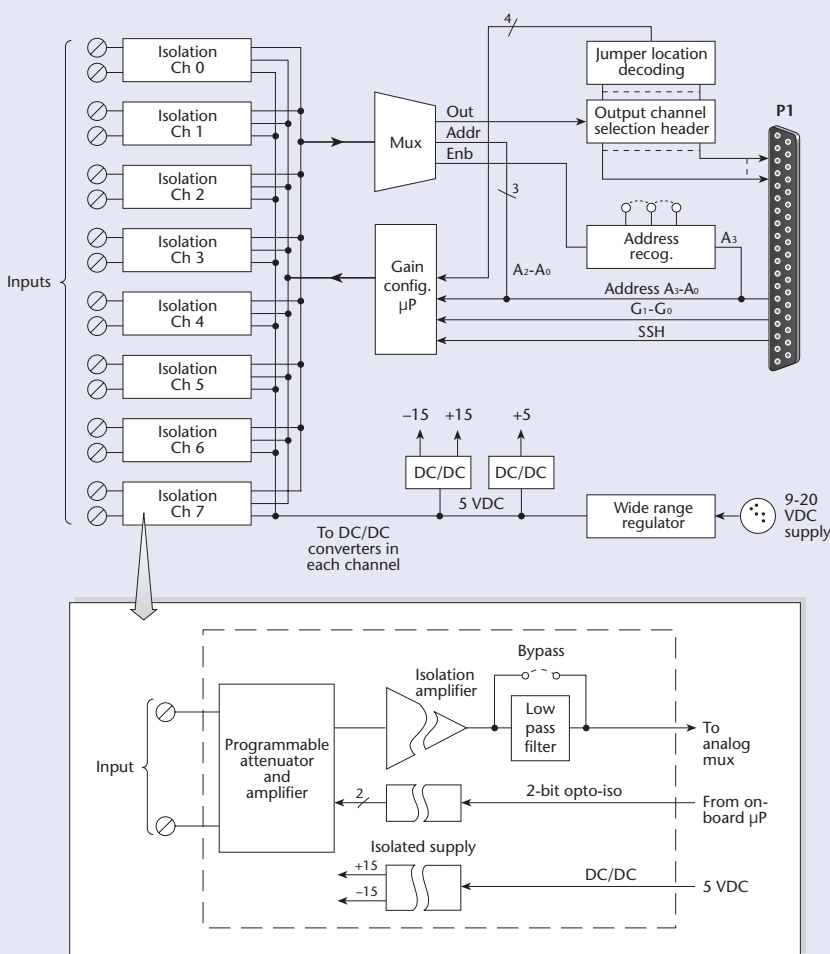 4
Jumper location
decoding
P1
Isolation
Ch 0
Isolation
Ch 1
Isolation
Ch 2
Isolation
Ch 3
Isolation
Ch 4
Isolation
Ch 5
Isolation
Ch 6
Isolation
Ch 7
Inputs
Mux
Out
Addr
Enb
Output channel
selection header
3
Address
recog.
A3
Gain
config.
µP
A2-A0
Address A3-A0
G1-G0
SSH
–15
+15
+5
DC/DC
DC/DC
5 VDC
Wide range
regulator
9-20
VDC
supply
To DC/DC
converters in
each channel
Bypass
Isolation
amplifier
Low
pass
filter
Programmable
attenuator
and
amplifier
Input
To
analog
mux
2
2-bit opto-iso
From on-
board µP
Isolated supply
+15
–15
DC/DC
5 VDC